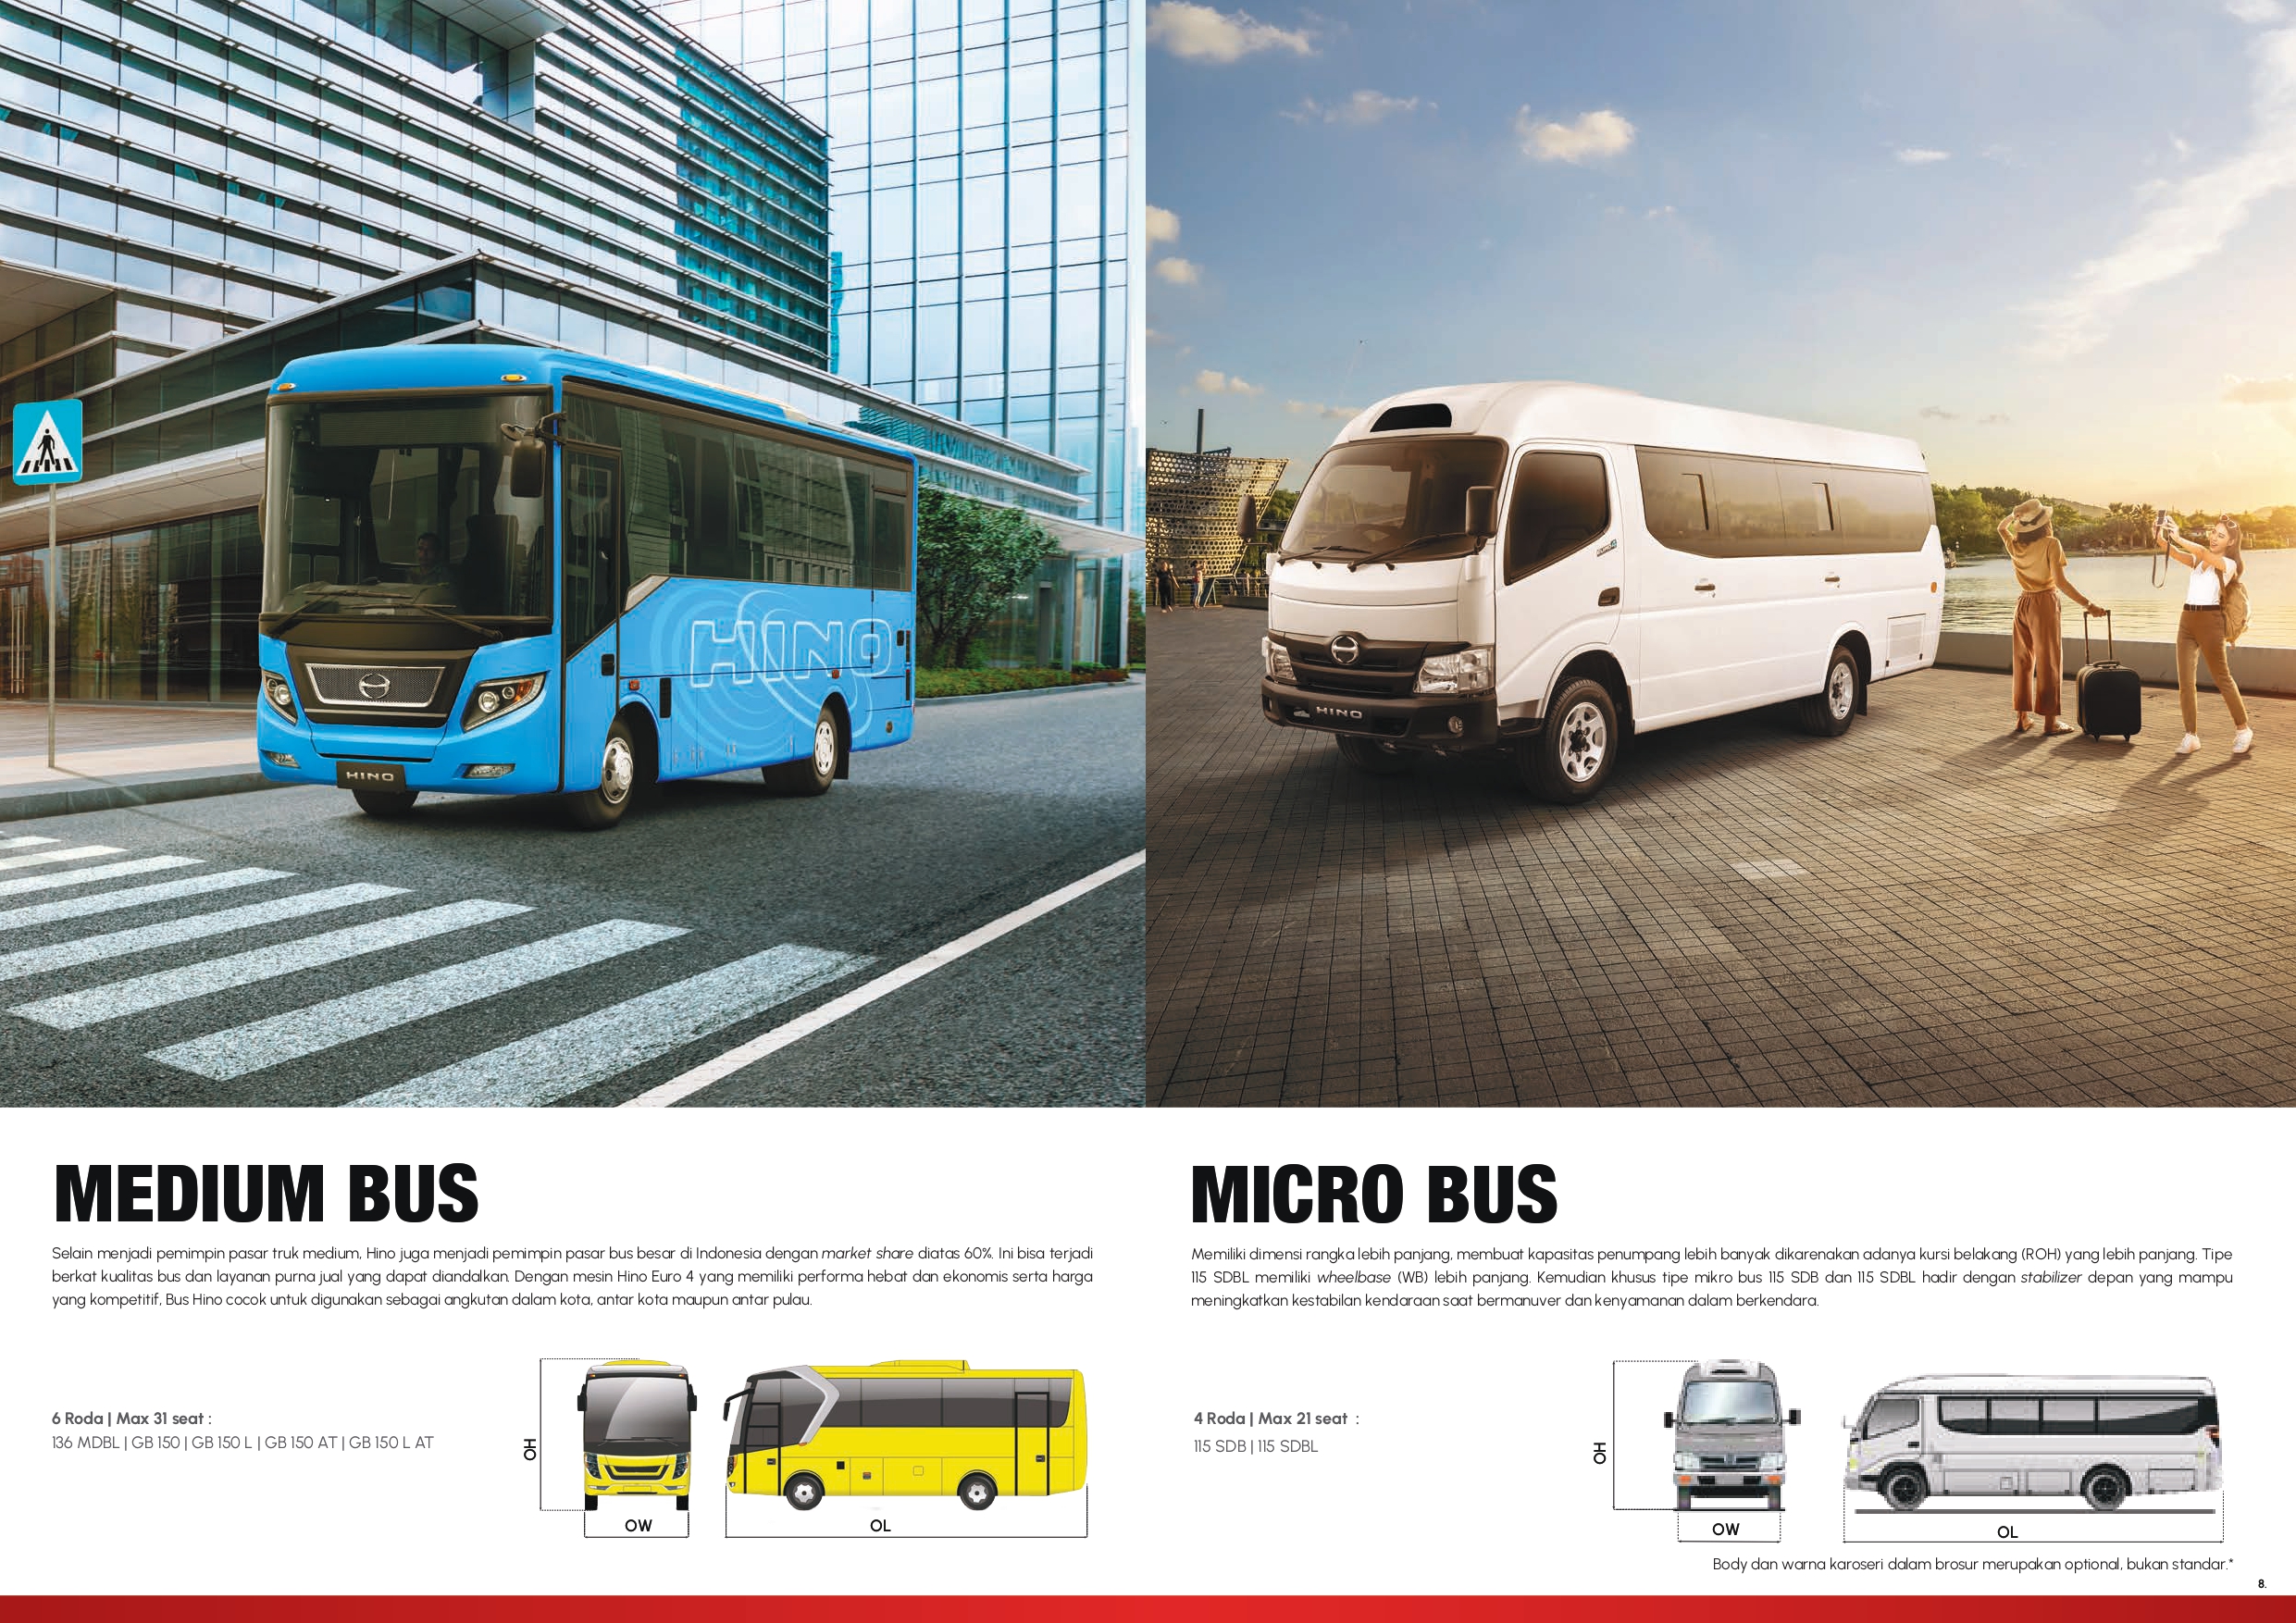 HINO
HINO
HINO
Euro4
MEDIUM BUS
Selain menjadi pemimpin pasar truk medium, Hino juga menjadi pemimpin pasar bus besar di Indonesia dengan market share diatas 60%. Ini bisa terjadi
berkat kualitas bus dan layanan purna jual yang dapat diandalkan. Dengan mesin Hino Euro 4 yang memiliki performa hebat dan ekonomis serta harga
yang kompetitif, Bus Hino cocok untuk digunakan sebagai angkutan dalam kota, antar kota maupun antar pulau.
6 Roda | Max 31 seat :
136 MDBL | GB 150 | GB 150 L | GB 150 AT | GB 150 L AT
OH
OW
OL
MICRO BUS
Memiliki dimensi rangka lebih panjang, membuat kapasitas penumpang lebih banyak dikarenakan adanya kursi belakang (ROH) yang lebih panjang. Tipe
115 SDBL memiliki wheelbase (WB) lebih panjang. Kemudian khusus tipe mikro bus 115 SDB dan 115 SDBL hadir dengan stabilizer depan yang mampu
meningkatkan kestabilan kendaraan saat bermanuver dan kenyamanan dalam berkendara.
4 Roda | Max 21 seat :
115 SDB | 115 SDBL
OH
OW
OL
Body dan warna karoseri dalam brosur merupakan optional, bukan standar.*
8.